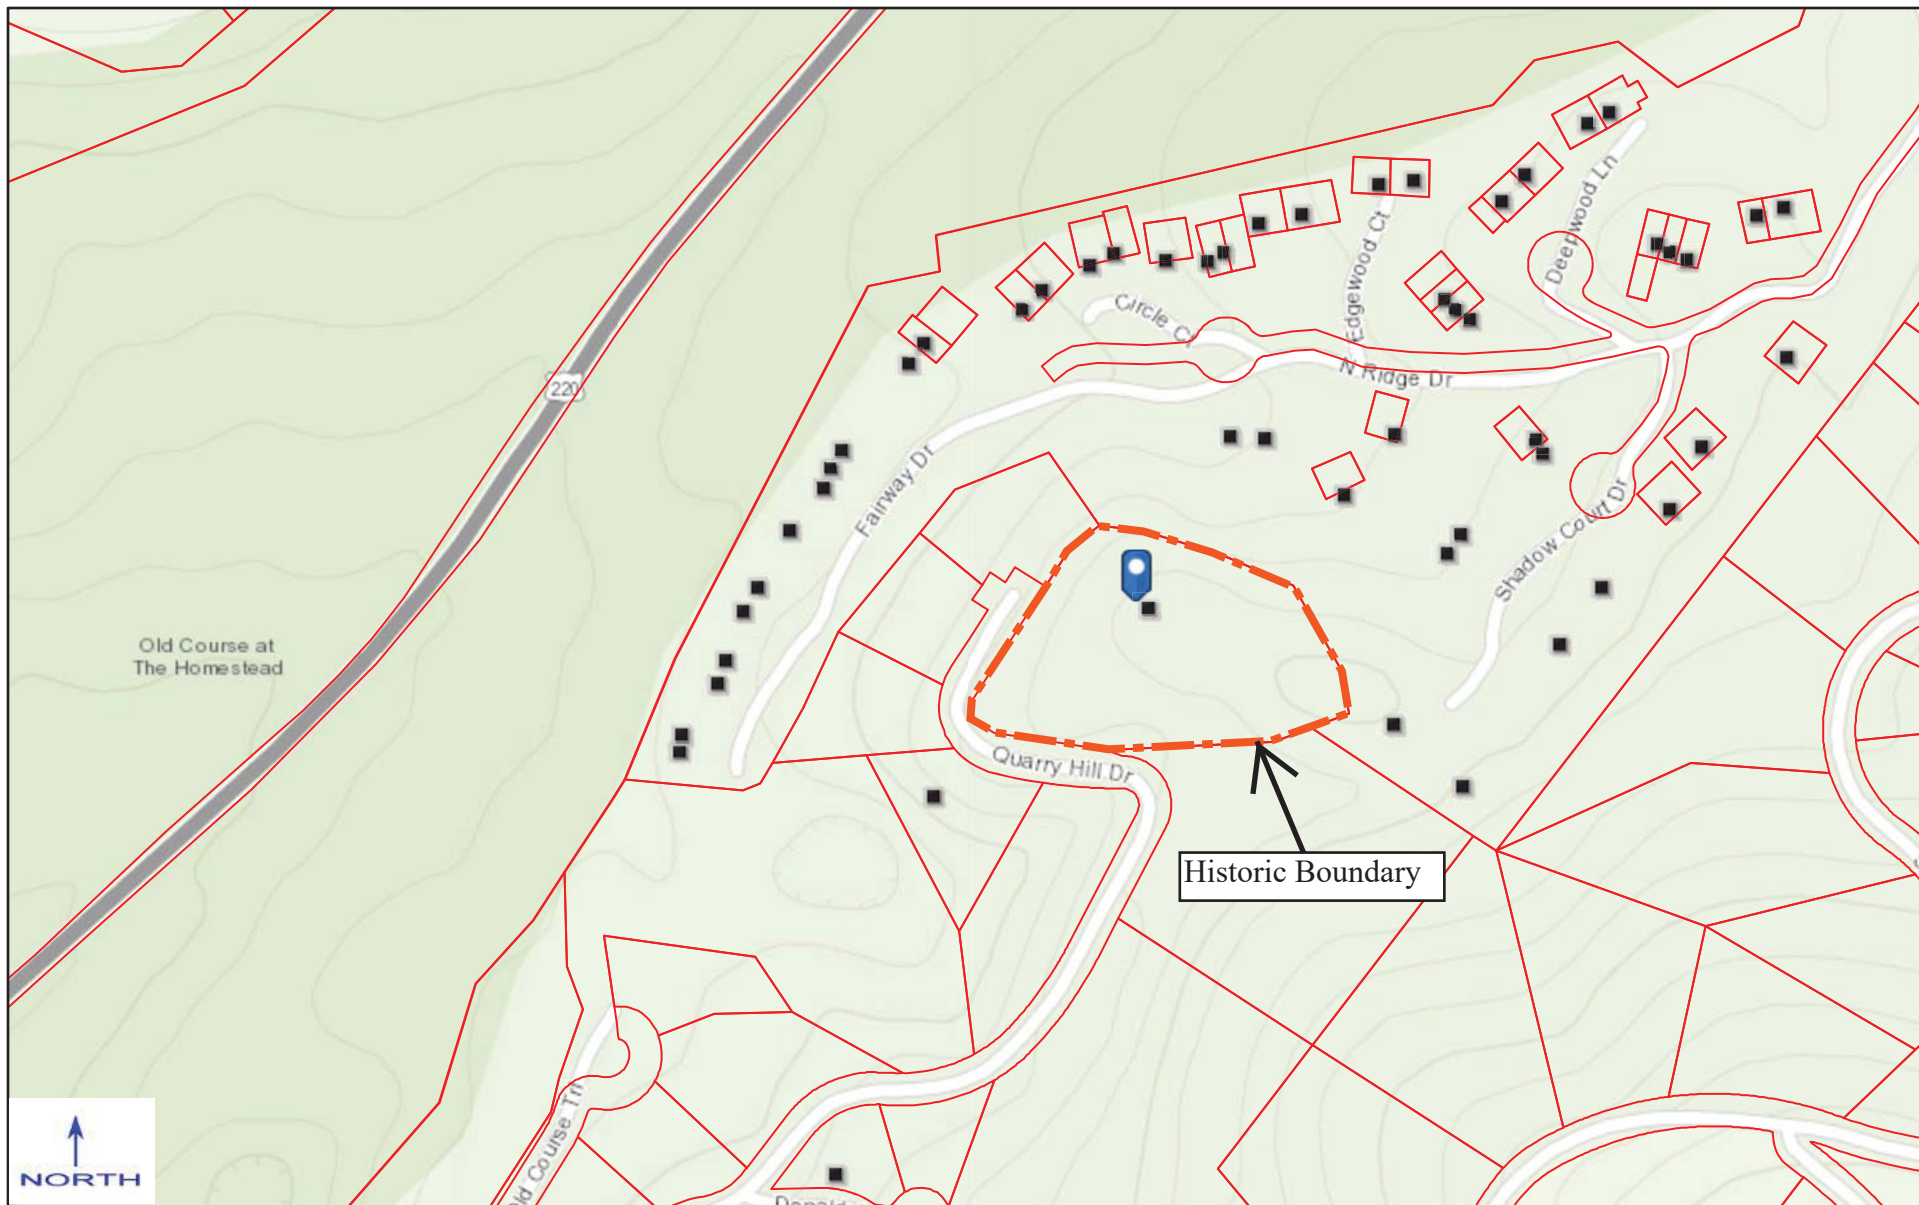 Deepwood Ln
Edgewood Ct
Circle Ct
N Ridge Dr
220
Fairway Dr
Shadow Court Dr
Old Course at
The Homestead
Quarry Hill Dr
Historic Boundary
Old Course Trl
NORTH